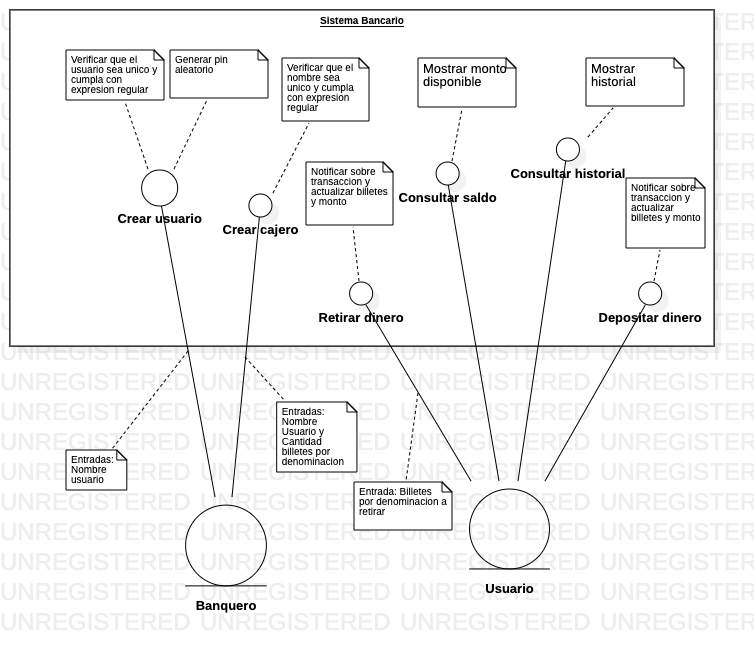 Sistema Bancario
Verificar que el
usuario sea unico y
cumpla con
expresion regular
Generar pin
aleatorio
Verificar que el
nombre sea
unico y cumpla
con expresion
regular
Mostrar monto
disponible
Mostrar
historial
Crear usuario
Crear cajero
Notificar sobre
transaccion y
actualizar billetes
y monto
Consultar saldo
Consultar historial
Notificar sobre
transaccion y
actualizar
billetes y monto
Retirar dinero
Depositar dinero
Entradas:
Nombre
usuario
Entradas:
Nombre
Usuario y
Cantidad
billetes por
denominacion
Entrada: Billetes
por denominacion a
retirar
Banquero
Usuario
UNREGISTERED UNREGISTERED UNREGISTERED UNREGISTERED